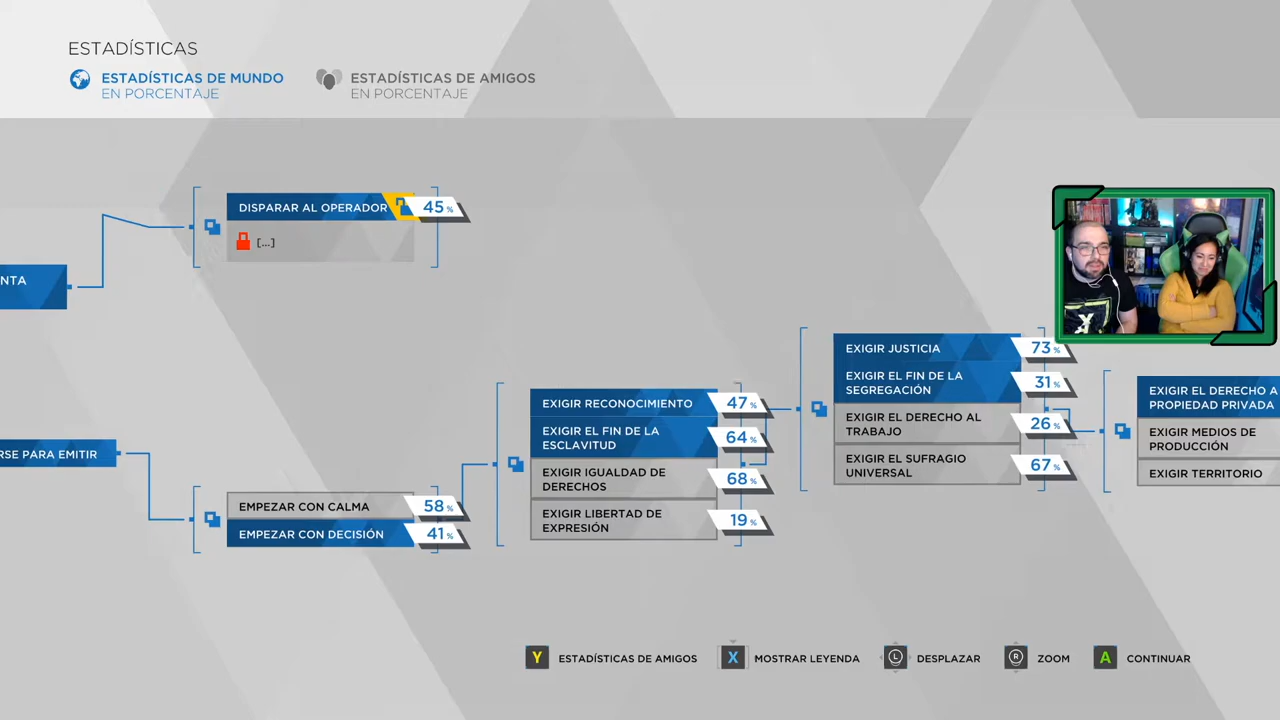 ESTADÍSTICAS
ESTADÍSTICAS DE MUNDO
EN PORCENTAJE
ESTADÍSTICAS DE AMIGOS
EN PORCENTAJE
DISPARAR AL OPERADOR
45 %
[...]
NTA
RSE PARA EMITIR
EMPEZAR CON CALMA
58 %
EMPEZAR CON DECISIÓN
41 %
EXIGIR RECONOCIMIENTO
47 %
EXIGIR EL FIN DE LA
ESCLAVITUD
64 %
EXIGIR IGUALDAD DE
DERECHOS
68 %
EXIGIR LIBERTAD DE
EXPRESIÓN
19 %
EXIGIR JUSTICIA
73 %
EXIGIR EL FIN DE LA
SEGREGACIÓN
31 %
EXIGIR EL DERECHO AL
TRABAJO
26 %
EXIGIR EL SUFRAGIO
UNIVERSAL
67 %
EXIGIR EL DERECHO A
PROPIEDAD PRIVADA
EXIGIR MEDIOS DE
PRODUCCIÓN
EXIGIR TERRITORIO
Y ESTADÍSTICAS DE AMIGOS
X MOSTRAR LEYENDA
L DESPLAZAR
R ZOOM
A CONTINUAR